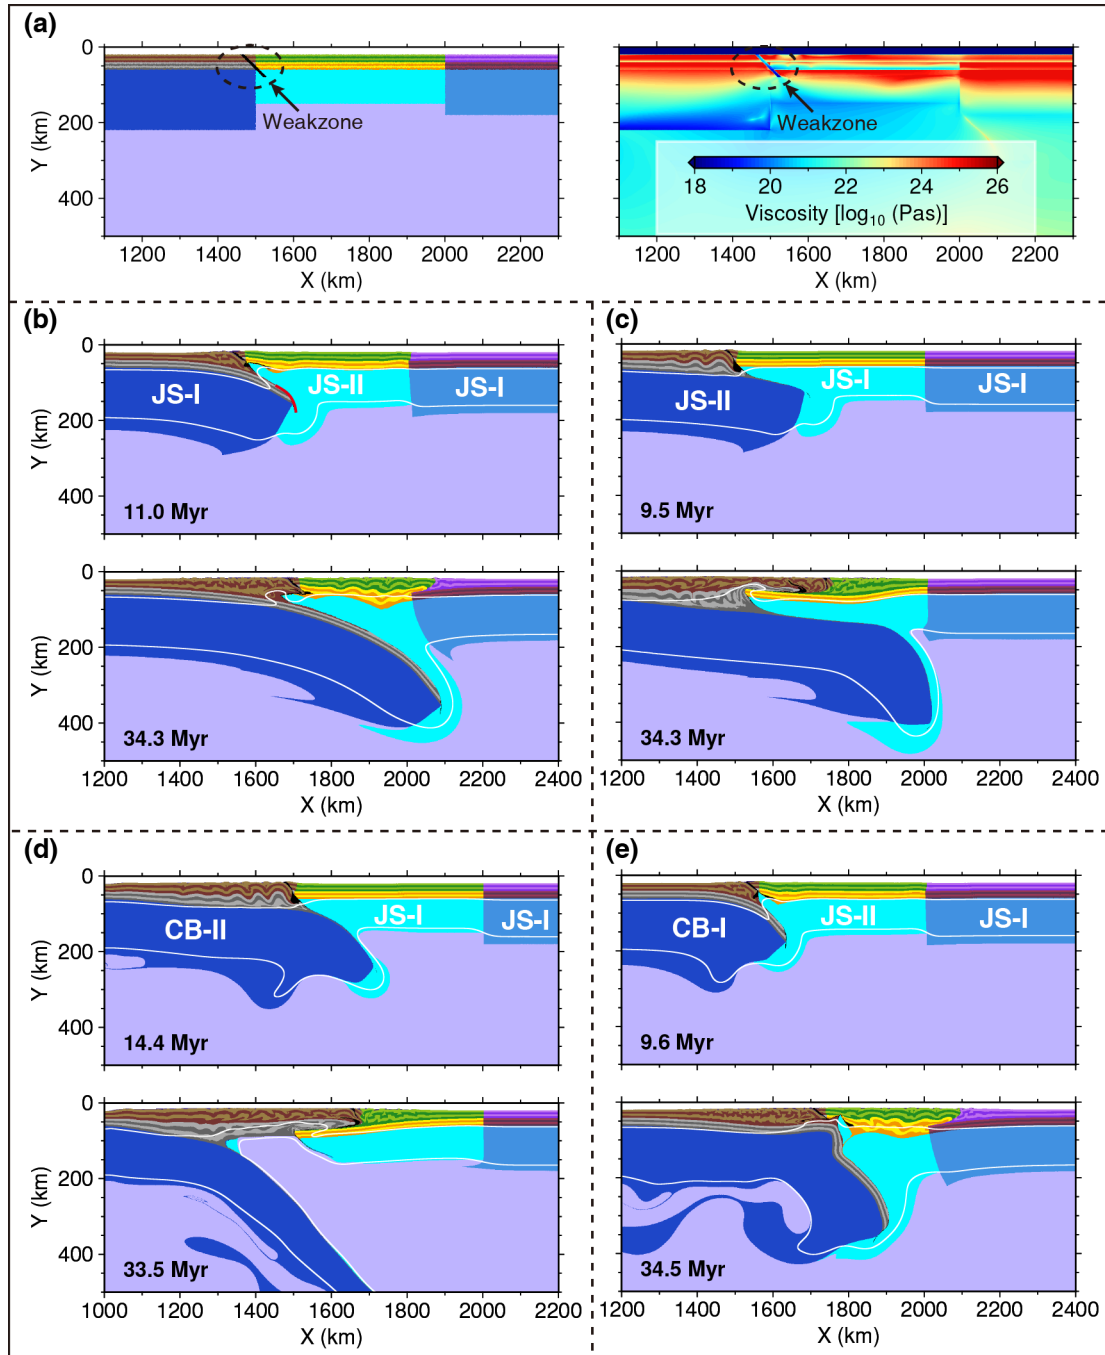 (a)
0
200
400
Y (km)
Weakzone
1200 1400 1600 1800 2000 2200
X (km)
Weakzone
18 20 22 24 26
Viscosity [log10 (Pas)]
1200 1400 1600 1800 2000 2200
X (km)
(b)
0
200
400
Y (km)
JS-I JS-II JS-I
11.0 Myr
0
200
400
Y (km)
34.3 Myr
1200 1400 1600 1800 2000 2200 2400
X (km)
(c)
JS-II JS-I JS-I
9.5 Myr
34.3 Myr
1200 1400 1600 1800 2000 2200 2400
X (km)
(d)
0
200
400
Y (km)
CB-II JS-I JS-I
14.4 Myr
0
200
400
Y (km)
33.5 Myr
1000 1200 1400 1600 1800 2000 2200
X (km)
(e)
CB-I JS-II JS-I
9.6 Myr
34.5 Myr
1200 1400 1600 1800 2000 2200 2400
X (km)